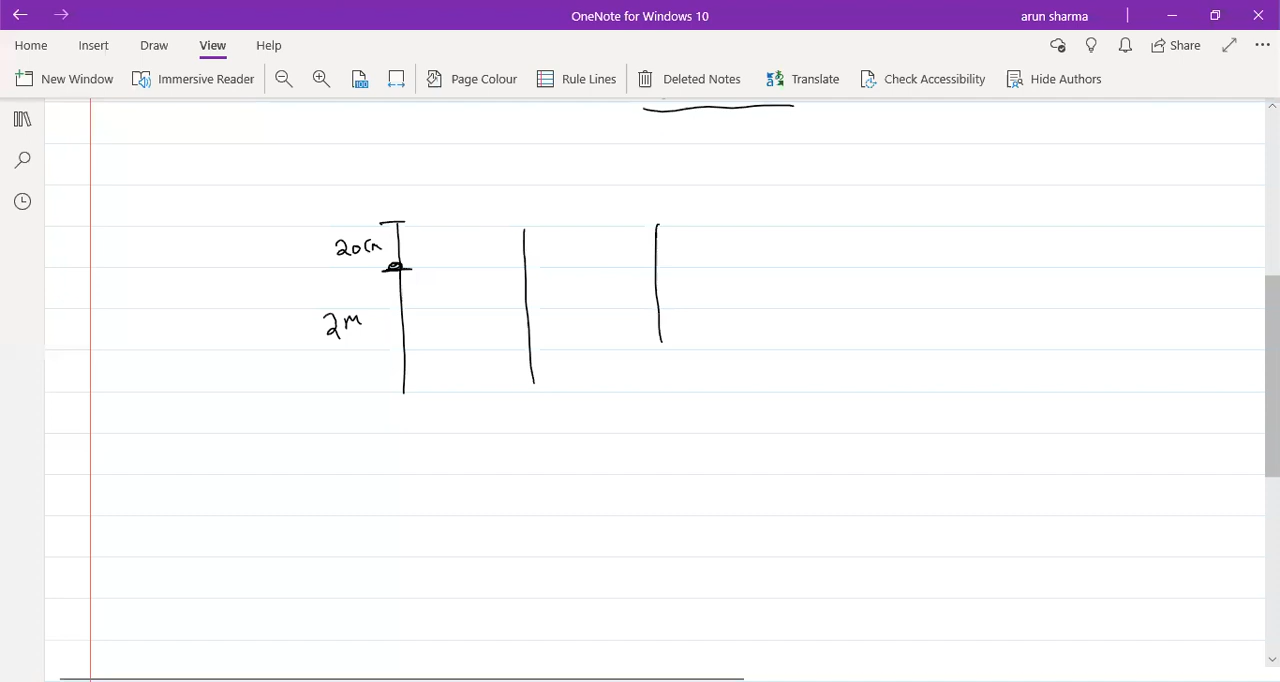 OneNote for Windows 10
arun sharma
Home Insert Draw View Help
Share
New Window Immersive Reader
100
Page Colour Rule Lines Deleted Notes Translate Check Accessibility Hide Authors
20cm
2m